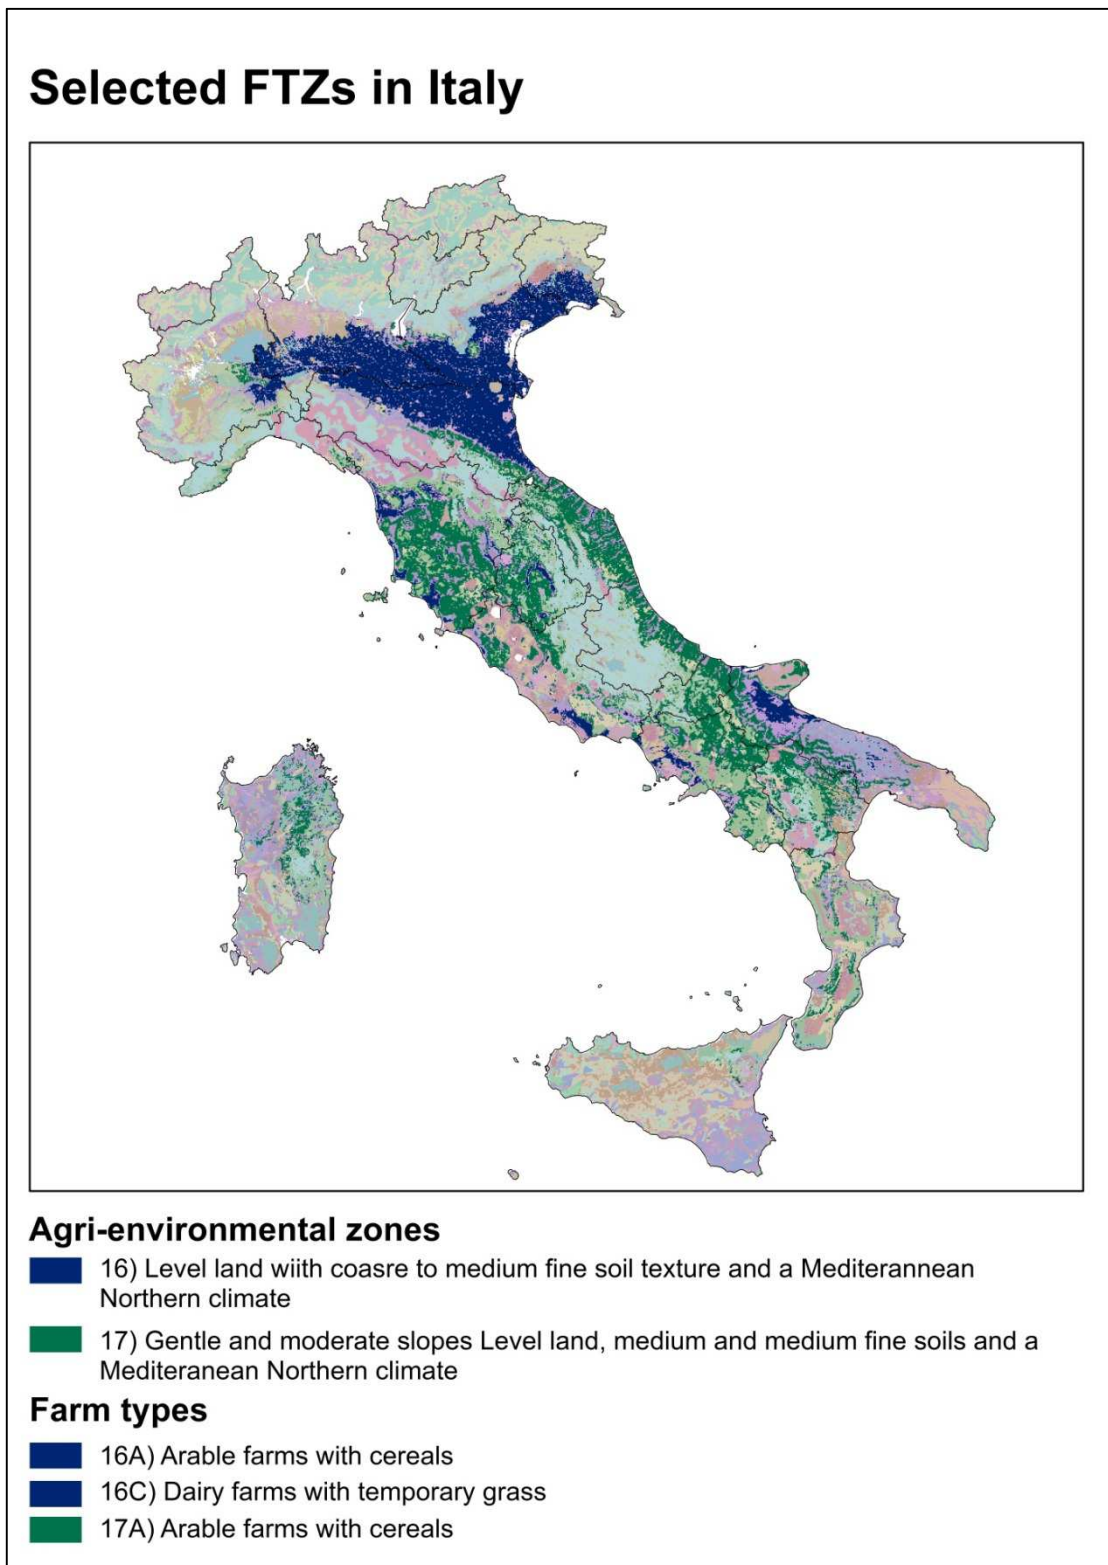 Selected FTZs in Italy
Agri-environmental zones
16) Level land wiith coasre to medium fine soil texture and a Mediterannean
Northern climate
17) Gentle and moderate slopes Level land, medium and medium fine soils and a
Mediteranean Northern climate
Farm types
16A) Arable farms with cereals
16C) Dairy farms with temporary grass
17A) Arable farms with cereals